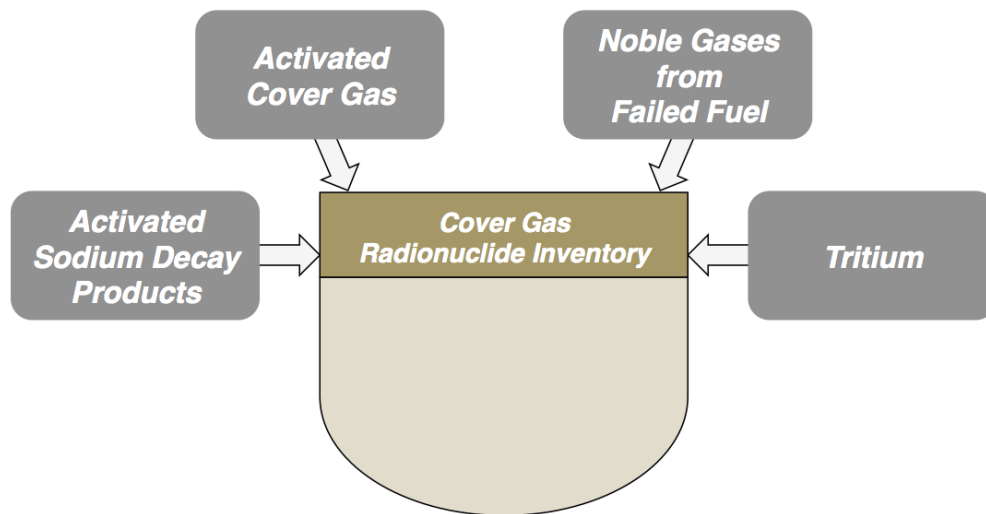 Activated
Cover Gas
Noble Gases
from
Failed Fuel
Activated
Sodium Decay
Products
Cover Gas
Radionuclide Inventory
Tritium